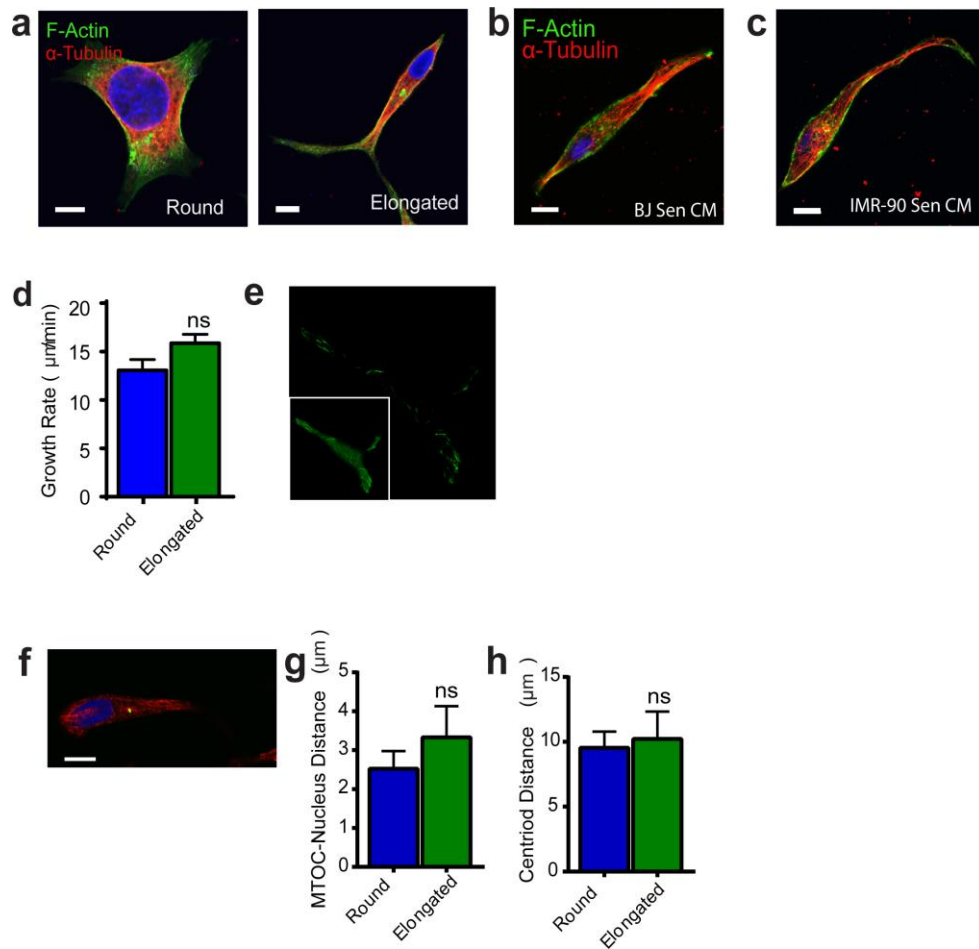 a
F-Actin
α-Tubulin
Round
Elongated
b
F-Actin
α-Tubulin
BJ Sen CM
c
IMR-90 Sen CM
d
Growth Rate ( µm/min)
20
15
10
5
0
ns
Round
Elongated
e
f
g
MTOC-Nucleus Distance (µm )
5
4
3
2
1
0
ns
Round
Elongated
h
Centriod Distance (µm )
15
10
5
0
ns
Round
Elongated